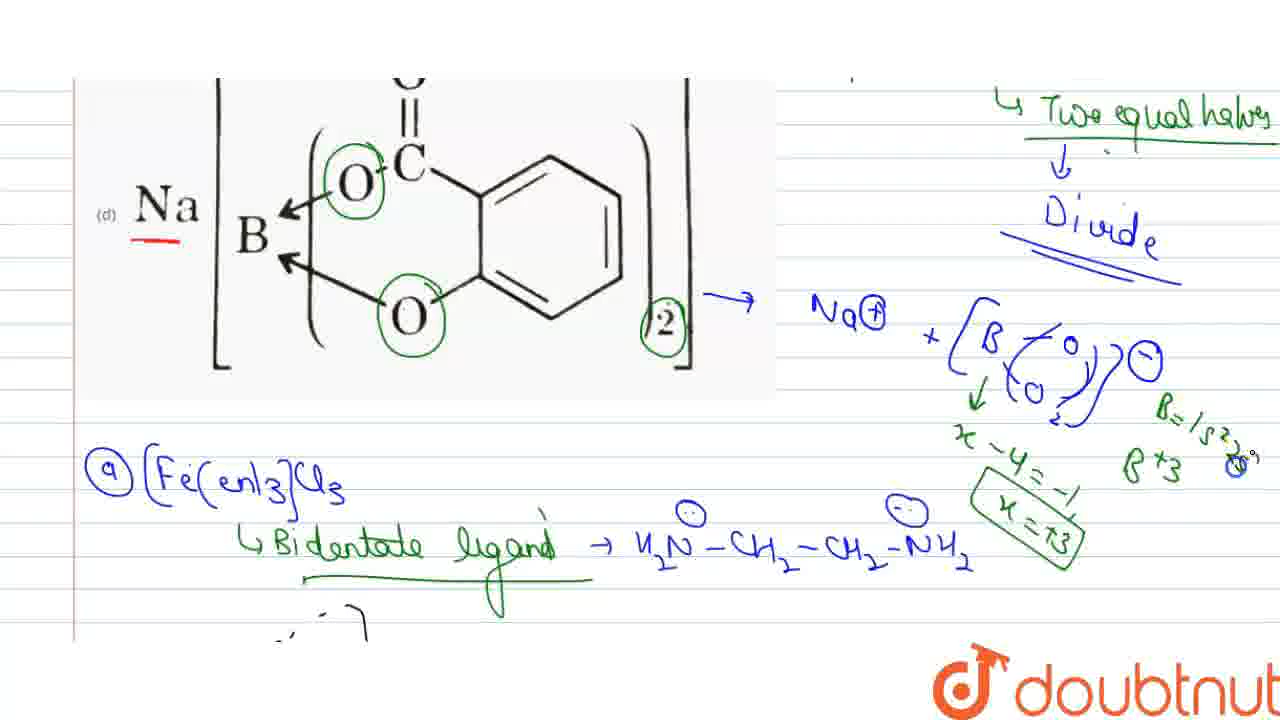 ↳ Two equal halves
↓
Divide
O
||
(d) Na [ B ( O C
O )2 ] → Na⊕ + [ B ( O O )2 ]⊖
↓
x - 4 = -1
x = +3
B = 1s²
B+3
(a) [Fe(en)3]Cl3
↳ Bidentate ligand → H2N - CH2 - CH2 - NH2
doubtnut